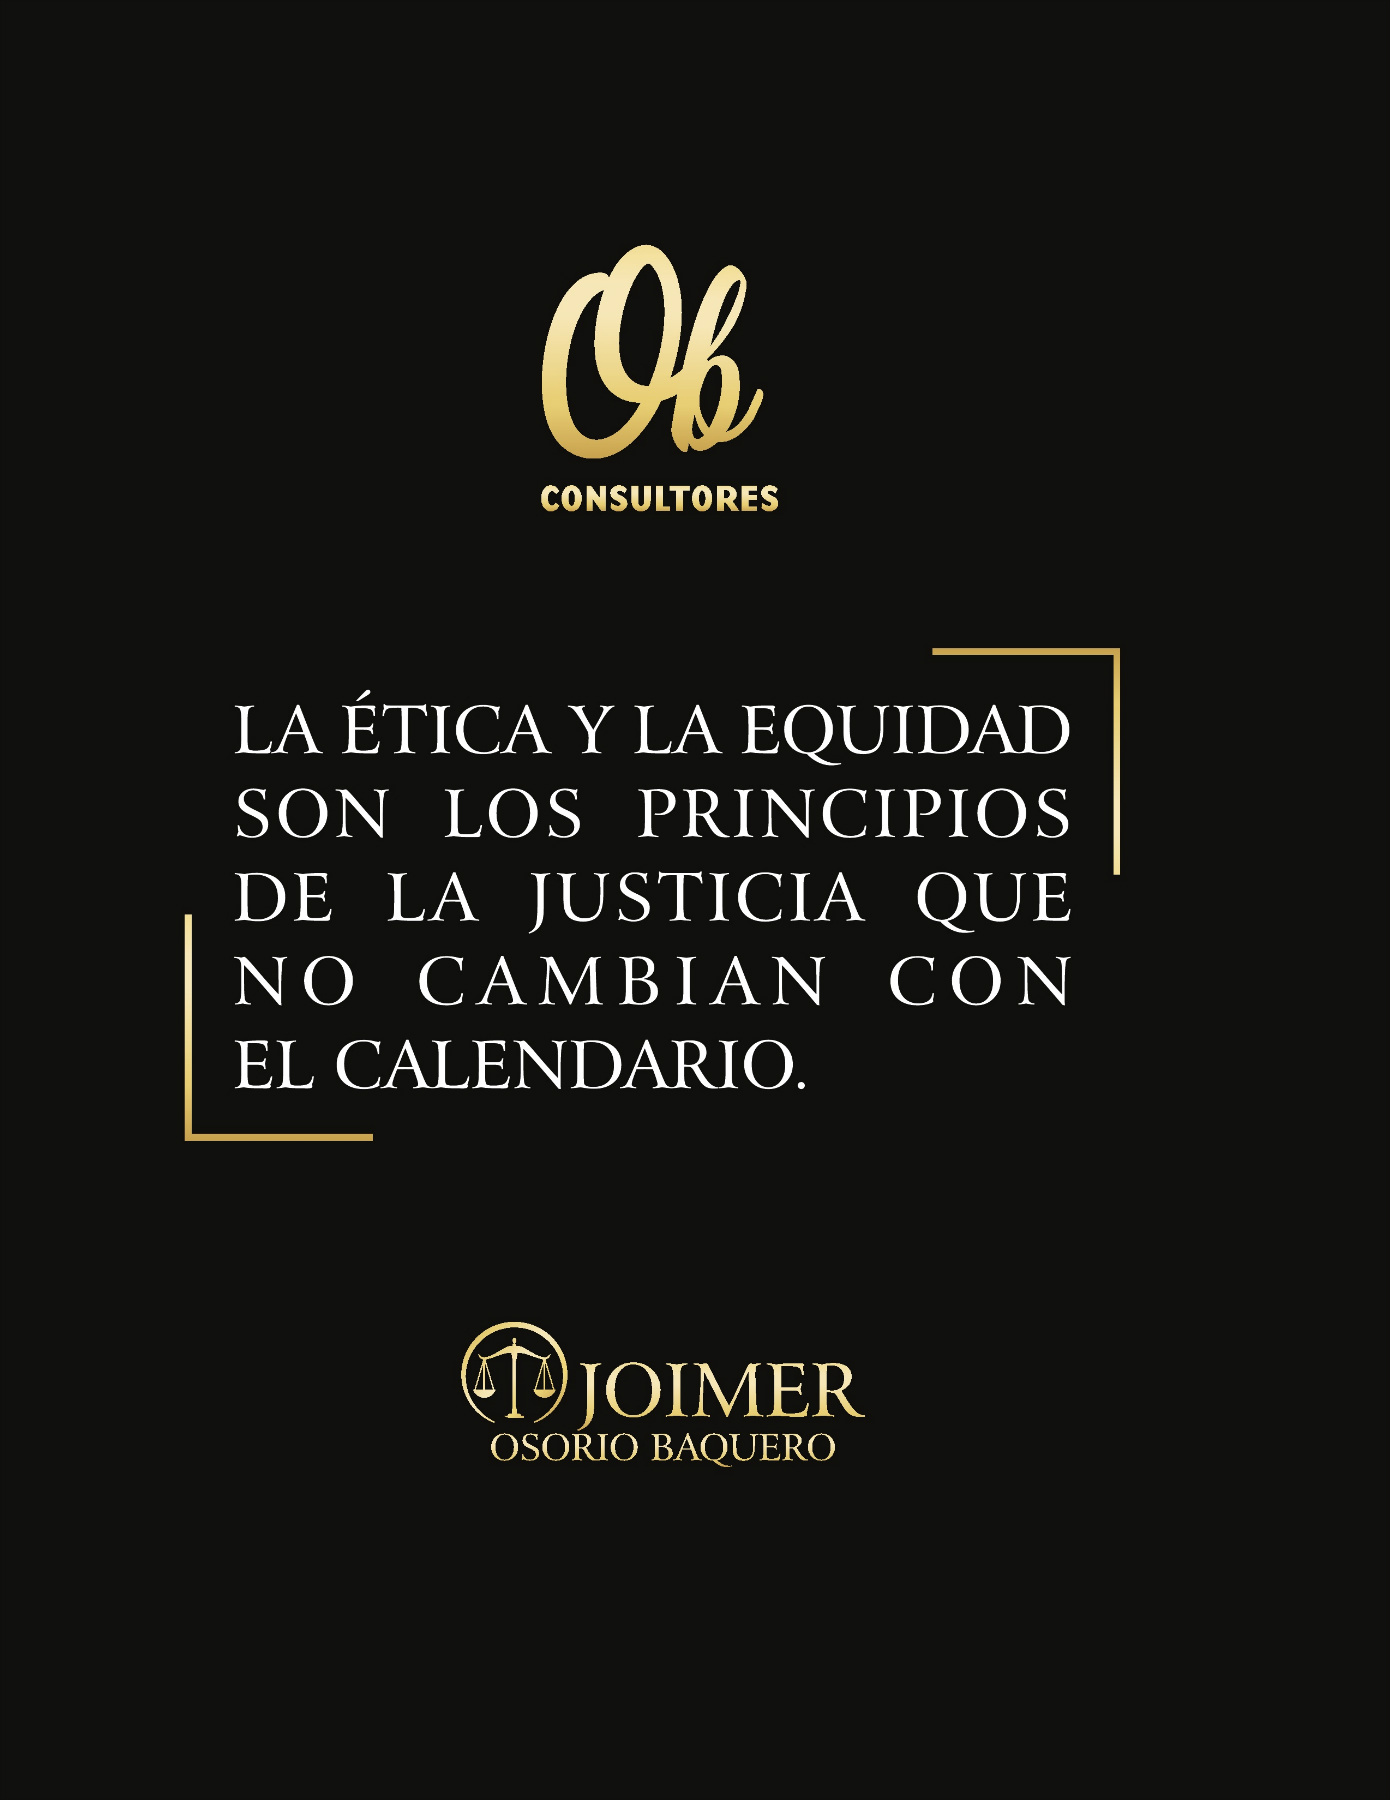 Ob
CONSULTORES
LA ÉTICA Y LA EQUIDAD
SON LOS PRINCIPIOS
DE LA JUSTICIA QUE
NO CAMBIAN CON
EL CALENDARIO.
JOIMER
OSORIO BAQUERO